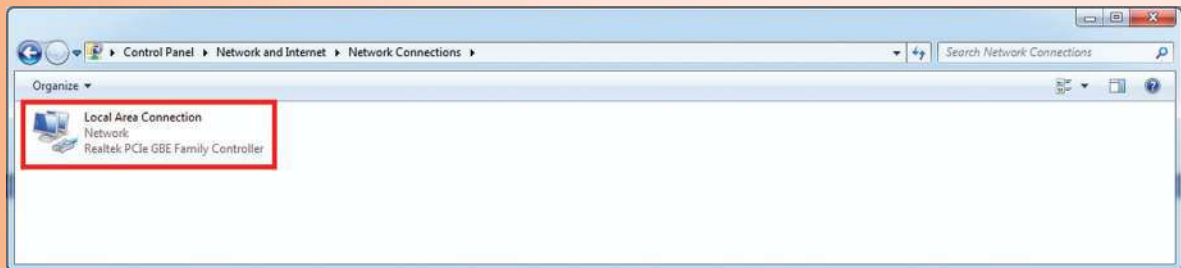 Control Panel Network and Internet Network Connections Search Network Connections
Organize
Local Area Connection
Network
Realtek PCIe GBE Family Controller